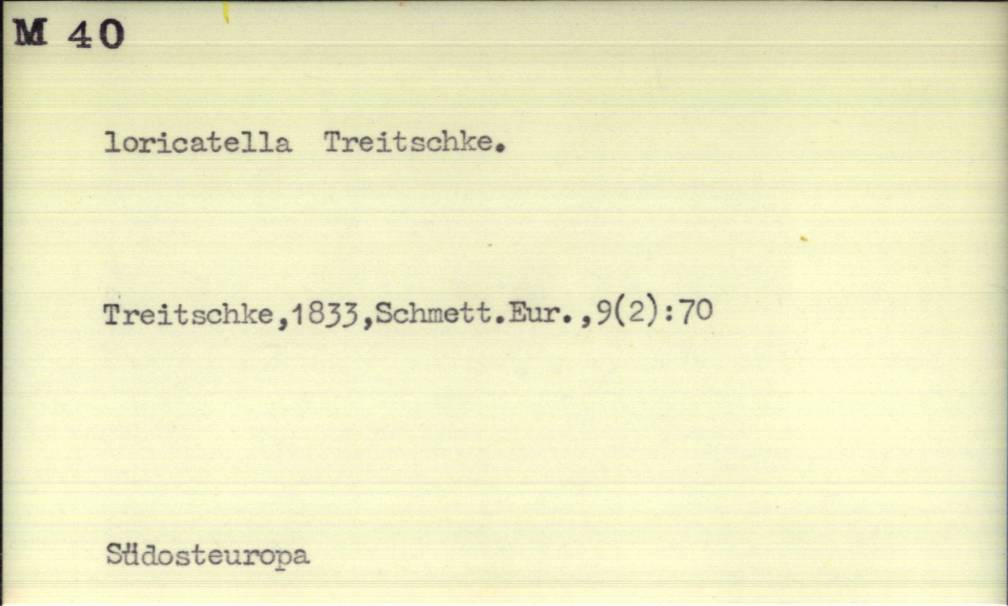 M 40
loricatella Treitschke.
Treitschke,1833,Schmett.Eur.,9(2):70
Südosteuropa